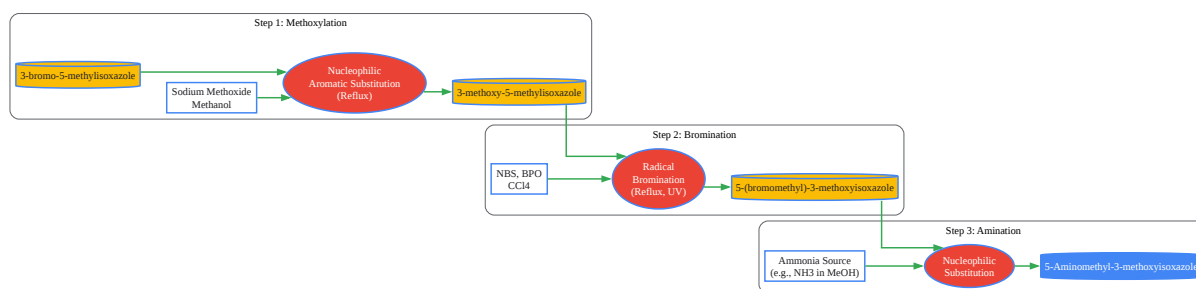 Step 1: Methoxylation
3-bromo-5-methylisoxazole
Sodium Methoxide
Methanol
Nucleophilic
Aromatic Substitution
(Reflux)
3-methoxy-5-methylisoxazole
Step 2: Bromination
NBS, BPO
CCl4
Radical
Bromination
(Reflux, UV)
5-(bromomethyl)-3-methoxyisoxazole
Step 3: Amination
Ammonia Source
(e.g., NH3 in MeOH)
Nucleophilic
Substitution
5-Aminomethyl-3-methoxyisoxazole